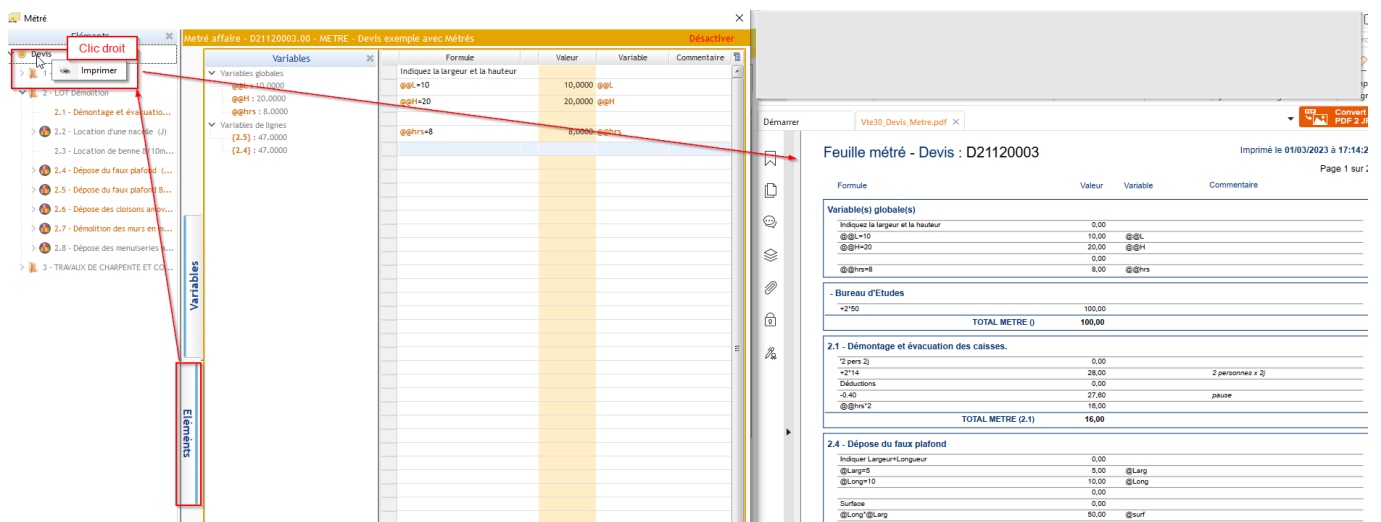 Métré
Eléments
Clic droit
Devis
Imprimer
1 -
2 - LOT Démolition
2.1 - Démontage et évacuatio...
2.2 - Location d'une nacelle (J)
2.3 - Location de benne B710m...
2.4 - Dépose du faux plafond (...
2.5 - Dépose du faux plafond B...
2.6 - Dépose des cloisons amov...
2.7 - Démolition des murs en m...
2.8 - Dépose des menuiseries
3 - TRAVAUX DE CHARPENTE ET CO...
Variables
Eléments
Metré affaire - D21120003.00 - METRE - Devis exemple avec Métrés
Désactiver
Variables
Variables globales
@@L : 10.0000
@@H : 20.0000
@@hrs : 8.0000
Variables de lignes
{2.5} : 47.0000
{2.4} : 47.0000
Formule Valeur Variable Commentaire
Indiquez la largeur et la hauteur
@@L=10 10,0000 @@L
@@H=20 20,0000 @@H
@@hrs=8 8,0000 @@hrs
Convert
PDF 2 J
Démarrer
Vte30_Devis_Metre.pdf
Feuille métré - Devis : D21120003
Imprimé le 01/03/2023 à 17:14:2
Page 1 sur 2
Formule Valeur Variable Commentaire
Variable(s) globale(s)
Indiquez la largeur et la hauteur 0,00
@@L=10 10,00 @@L
@@H=20 20,00 @@H
0,00
@@hrs=8 8,00 @@hrs
- Bureau d'Etudes
+2*50 100,00
TOTAL METRE () 100,00
2.1 - Démontage et évacuation des caisses.
'2 pers 2j 0,00
+2*14 28,00 2 personnes x 2j
Déductions 0,00
-0.40 27,60 pause
@@hrs*2 16,00
TOTAL METRE (2.1) 16,00
2.4 - Dépose du faux plafond
Indiquer Largeur+Longueur 0,00
@Larg=5 5,00 @Larg
@Long=10 10,00 @Long
0,00
Surface 0,00
@Long*@Larg 50,00 @surf